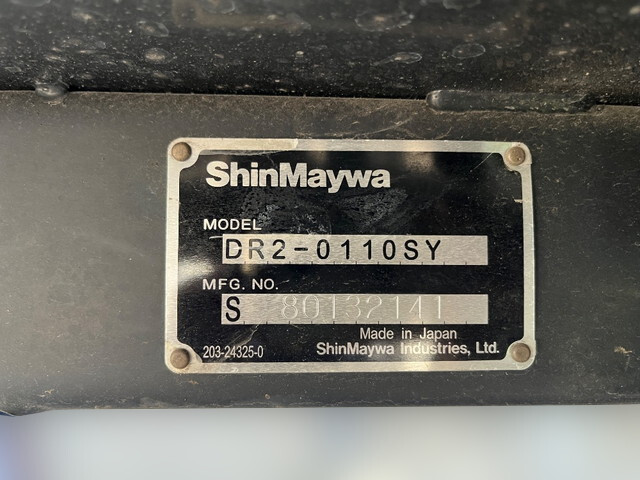 ShinMaywa
MODEL
DR2-0110SY
MFG. NO.
S 80132141
Made in Japan
203-24325-0 ShinMaywa Industries, Ltd.